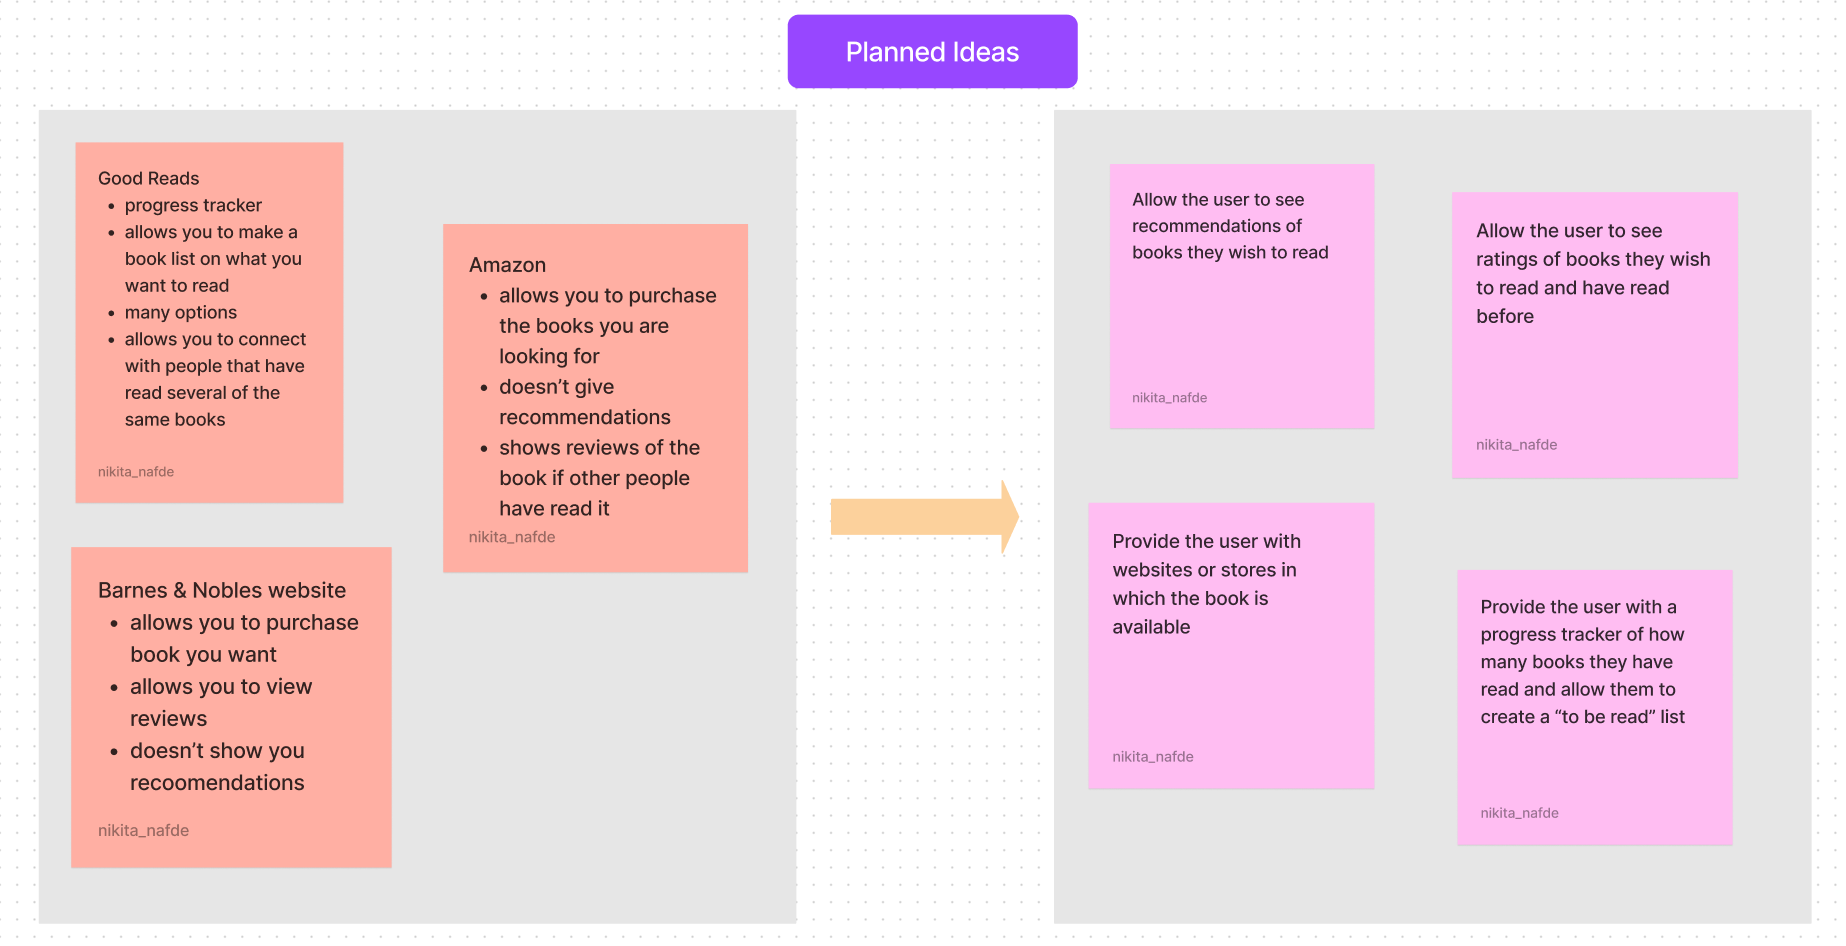 Planned Ideas
Good Reads
• progress tracker
• allows you to make a
book list on what you
want to read
• many options
• allows you to connect
with people that have
read several of the
same books
nikita_nafde
Amazon
• allows you to purchase
the books you are
looking for
• doesn’t give
recommendations
• shows reviews of the
book if other people
have read it
nikita_nafde
Barnes & Nobles website
• allows you to purchase
book you want
• allows you to view
reviews
• doesn’t show you
recoomendations
nikita_nafde
Allow the user to see
recommendations of
books they wish to read
nikita_nafde
Allow the user to see
ratings of books they wish
to read and have read
before
nikita_nafde
Provide the user with
websites or stores in
which the book is
available
nikita_nafde
Provide the user with a
progress tracker of how
many books they have
read and allow them to
create a “to be read” list
nikita_nafde